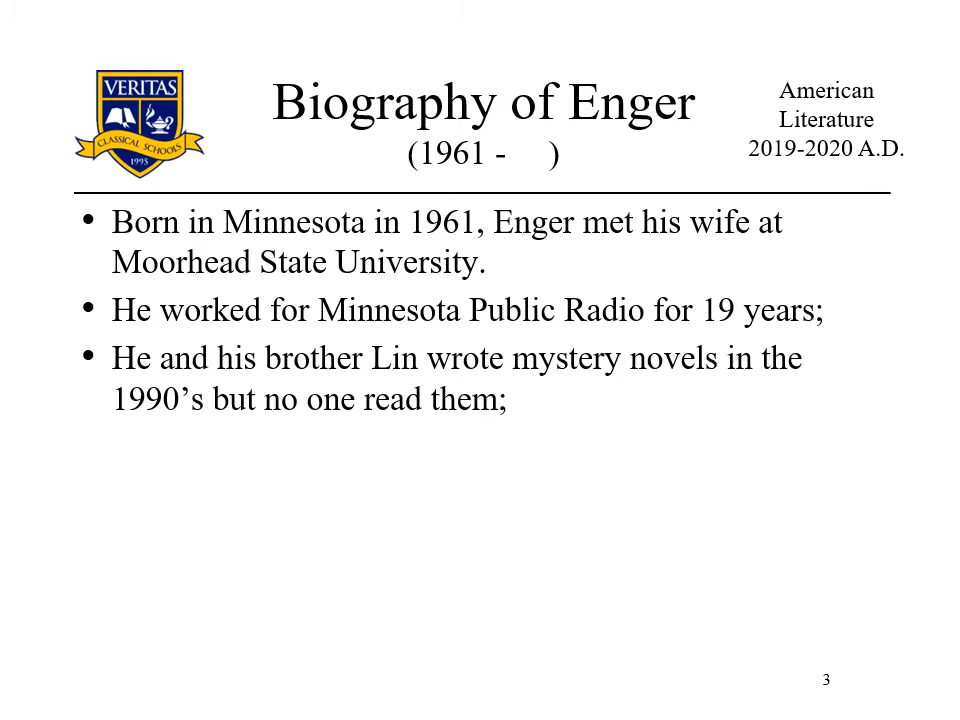 VERITAS
CLASSICAL SCHOOLS
1995
Biography of Enger
(1961 - )
American
Literature
2019-2020 A.D.
• Born in Minnesota in 1961, Enger met his wife at
Moorhead State University.
• He worked for Minnesota Public Radio for 19 years;
• He and his brother Lin wrote mystery novels in the
1990’s but no one read them;
3